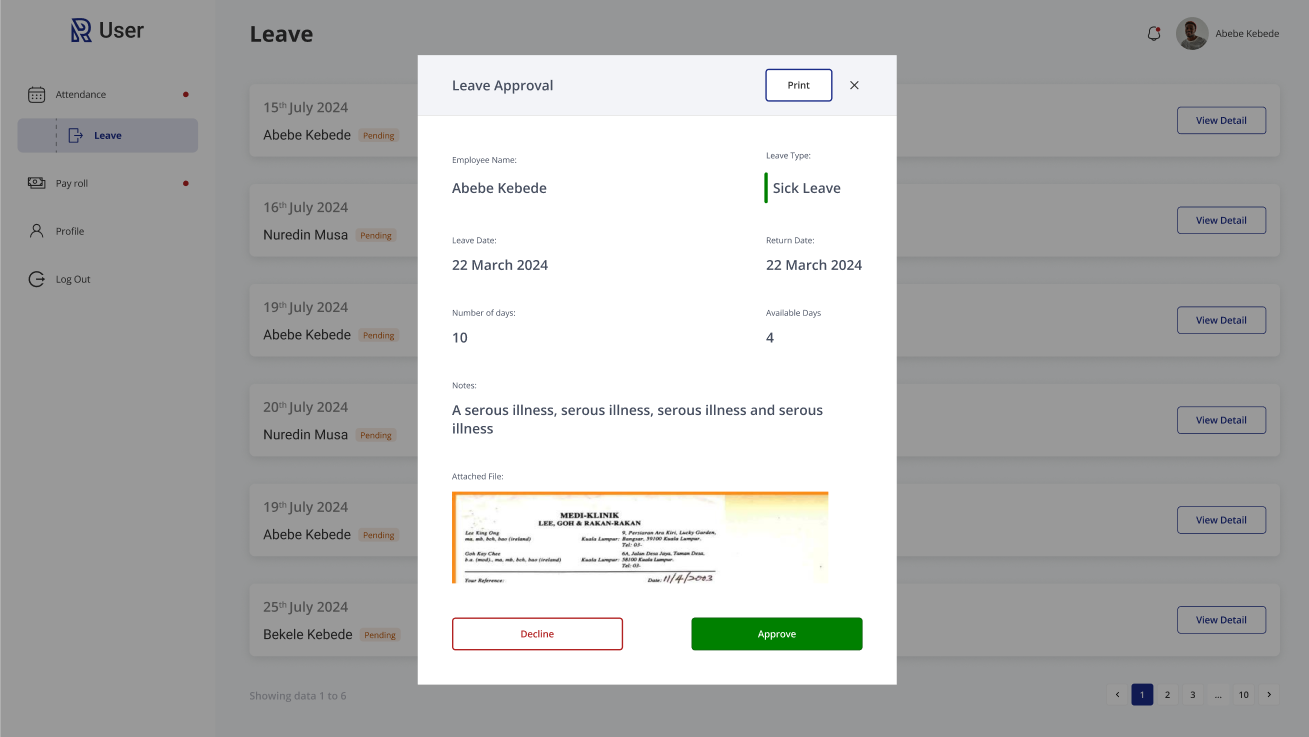 User
Leave
Abebe Kebede
Attendance
Leave
Pay roll
Profile
Log Out
15th July 2024
Abebe Kebede Pending
View Detail
16th July 2024
Nuredin Musa Pending
View Detail
19th July 2024
Abebe Kebede Pending
View Detail
20th July 2024
Nuredin Musa Pending
View Detail
19th July 2024
Abebe Kebede Pending
View Detail
25th July 2024
Bekele Kebede Pending
View Detail
Showing data 1 to 6
1 2 3 ... 10
Leave Approval
Print
Employee Name:
Abebe Kebede
Leave Type:
Sick Leave
Leave Date:
22 March 2024
Return Date:
22 March 2024
Number of days:
10
Available Days
4
Notes:
A serous illness, serous illness, serous illness and serous
illness
Attached File:
MEDI-KLINIK
LEE, GOH & RAKAN-RAKAN
Lee Xing Ong
ma, mb, bch, bao (ireland)
Kuala Lumpur:
9, Persiaran Ara Kiri, Lucky Garden,
Bangsar, 59100 Kuala Lumpur.
Tel: 03-
Goh Kay Chee
b.a. (mod)., ma, mb, bch, bao (ireland)
Kuala Lumpur:
6A, Jalan Desa Jaya, Taman Desa,
58100 Kuala Lumpur.
Tel: 03-
Your Reference:
Date: 11/4/2003
Decline
Approve